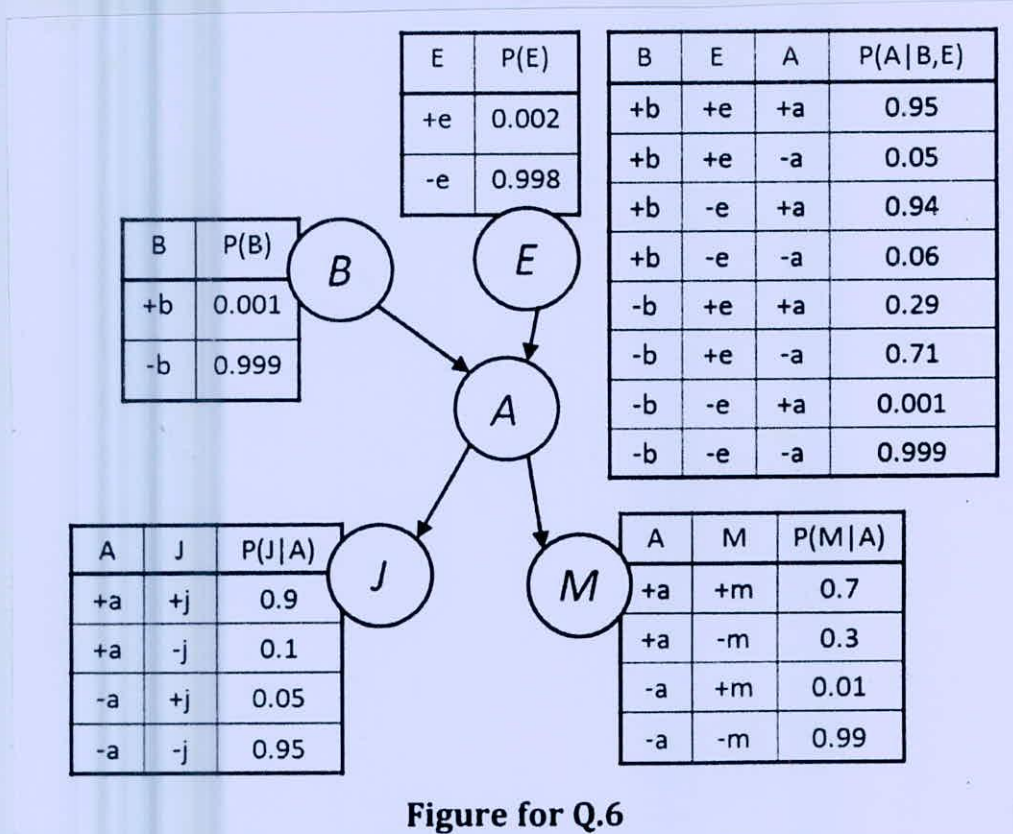 E P(E)
+e 0.002
-e 0.998
B E A P(A|B,E)
+b +e +a 0.95
+b +e -a 0.05
+b -e +a 0.94
+b -e -a 0.06
-b +e +a 0.29
-b +e -a 0.71
-b -e +a 0.001
-b -e -a 0.999
B P(B)
+b 0.001
-b 0.999
B
E
A
A J P(J|A)
+a +j 0.9
+a -j 0.1
-a +j 0.05
-a -j 0.95
J
M
A M P(M|A)
+a +m 0.7
+a -m 0.3
-a +m 0.01
-a -m 0.99
Figure for Q.6